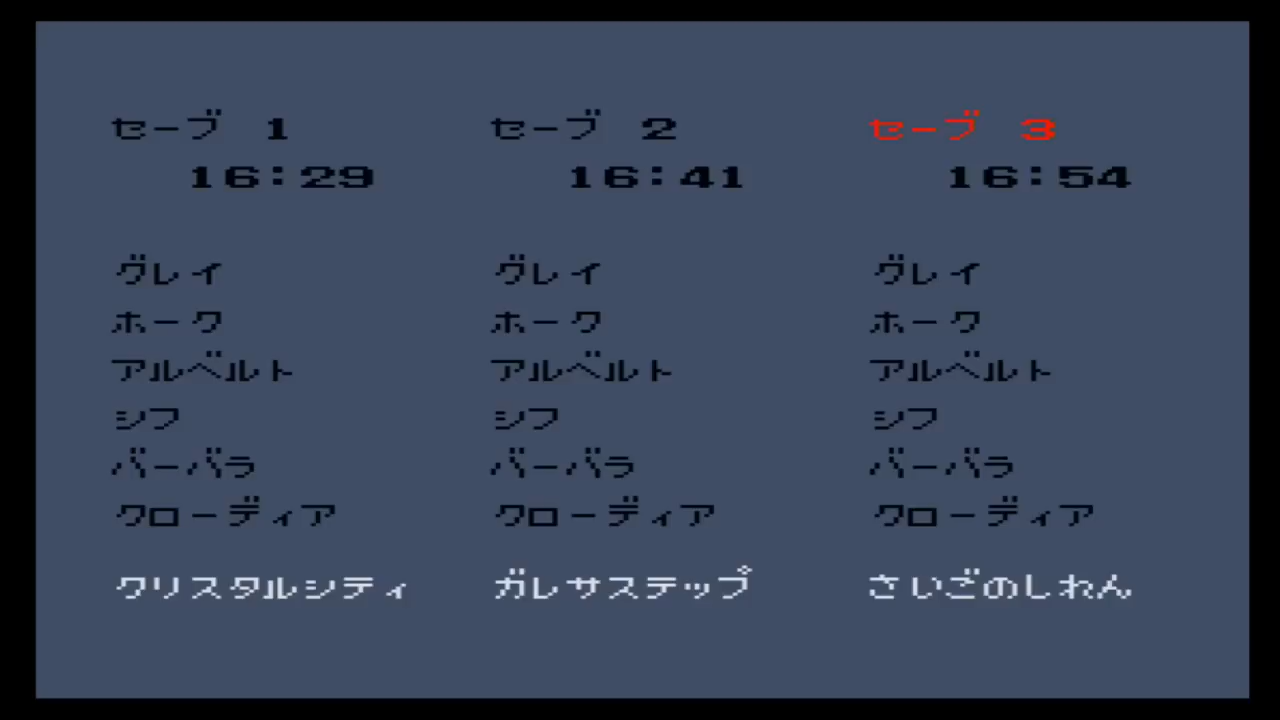 セーブ 1 セーブ 2 セーブ 3
16:29 16:41 16:54
グレイ グレイ グレイ
ホーク ホーク ホーク
アルベルト アルベルト アルベルト
シフ シフ シフ
バーバラ バーバラ バーバラ
クローディア クローディア クローディア
クリスタルシティ ガレサステップ さいごのしれん